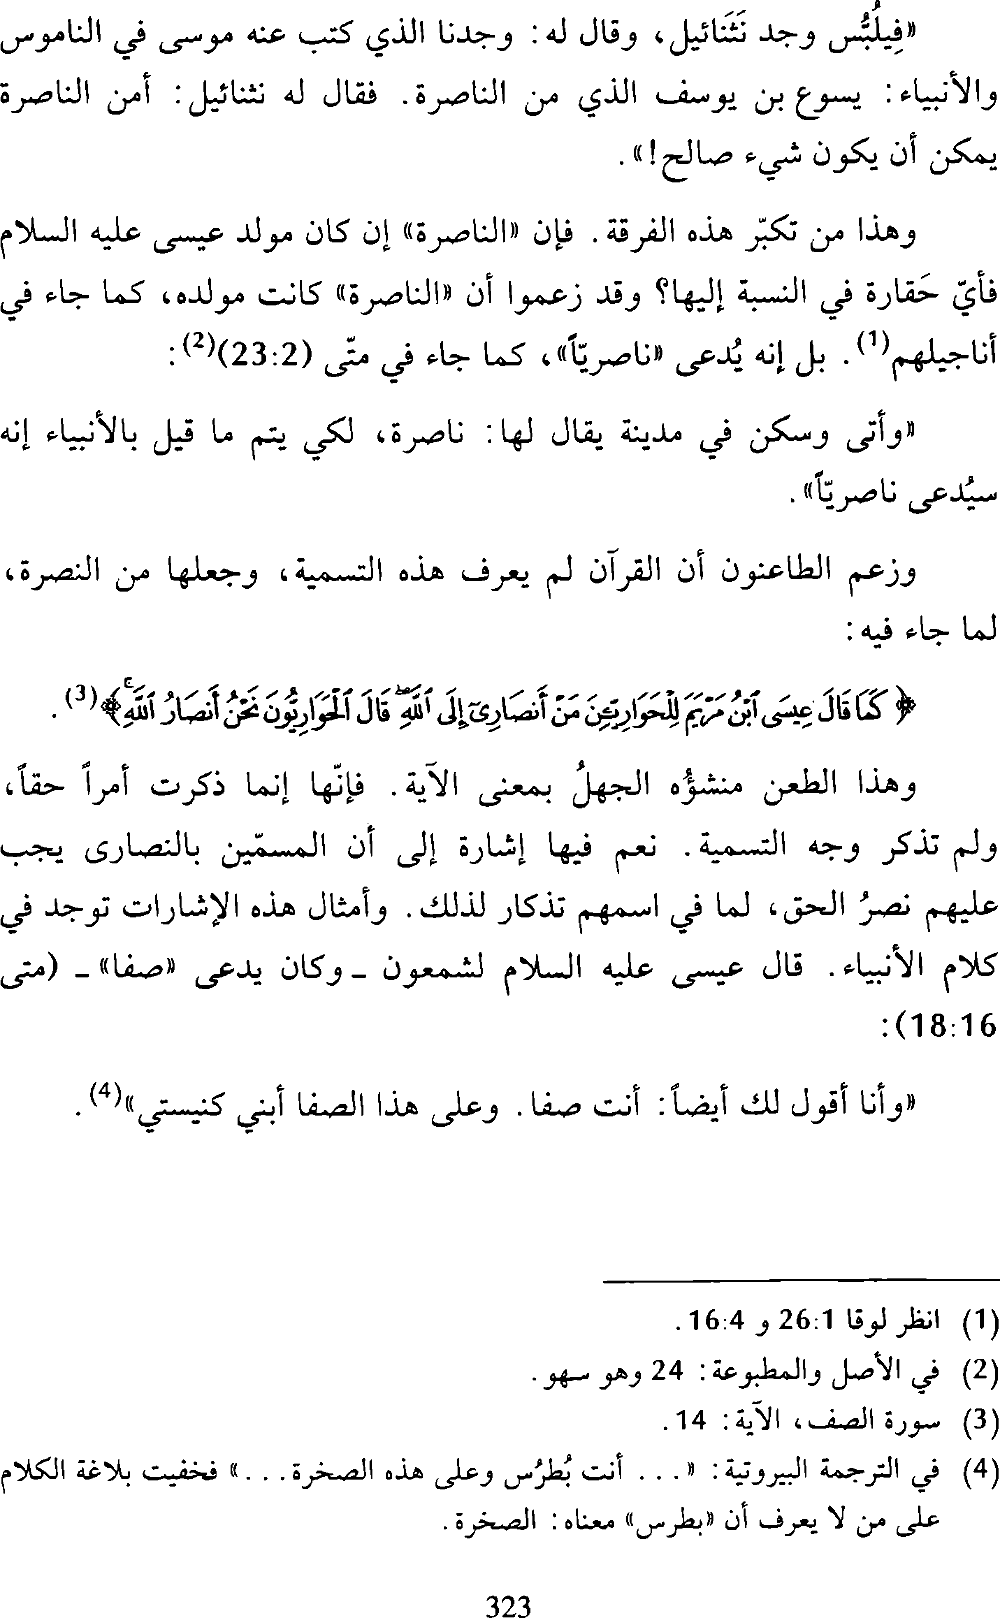 «فِيلُبُّس وجد نَثَنَائيل، وقال له: وجدنا الذي كتب عنه موسى في الناموس
والأنبياء: يسوع بن يوسف الذي من الناصرة. فقال له نثنائيل: أمن الناصرة
يمكن أن يكون شيء صالح!».
وهذا من تكبّر هذه الفرقة. فإن «الناصرة» إن كان مولد عيسى عليه السلام
فأيّ حَقارة في النسبة إليها؟ وقد زعموا أن «الناصرة» كانت مولده، كما جاء في
أناجيلهم(1). بل إنه يُدعى «ناصريّاً»، كما جاء في متّى (23:2)(2):
«وأتى وسكن في مدينة يقال لها: ناصرة، لكي يتم ما قيل بالأنبياء إنه
سيُدعى ناصريّاً».
وزعم الطاعنون أن القرآن لم يعرف هذه التسمية، وجعلها من النصرة،
لما جاء فيه:
﴿كَمَا قَالَ عِيسَى ٱبْنُ مَرْيَمَ لِلْحَوَارِيِّـۧنَ مَنْ أَنصَارِىٓ إِلَى ٱللَّهِۖ قَالَ ٱلْحَوَارِيُّونَ نَحْنُ أَنصَارُ ٱللَّهِۚ﴾(3).
وهذا الطعن منشؤُه الجهلُ بمعنى الآية. فإنّها إنما ذكرت أمراً حقاً،
ولم تذكر وجه التسمية. نعم فيها إشارة إلى أن المسمّين بالنصارى يجب
عليهم نصرُ الحق، لما في اسمهم تذكار لذلك. وأمثال هذه الإشارات توجد في
كلام الأنبياء. قال عيسى عليه السلام لشمعون ـ وكان يدعى «صفا» ـ (متى
18:16):
«وأنا أقول لك أيضاً: أنت صفا. وعلى هذا الصفا أبني كنيستي»(4).
(1) انظر لوقا 26:1 و 16:4.
(2) في الأصل والمطبوعة: 24 وهو سهو.
(3) سورة الصف، الآية: 14.
(4) في الترجمة البيروتية: «... أنت بُطرُس وعلى هذه الصخرة...» فخفيت بلاغة الكلام
على من لا يعرف أن «بطرس» معناه: الصخرة.
323